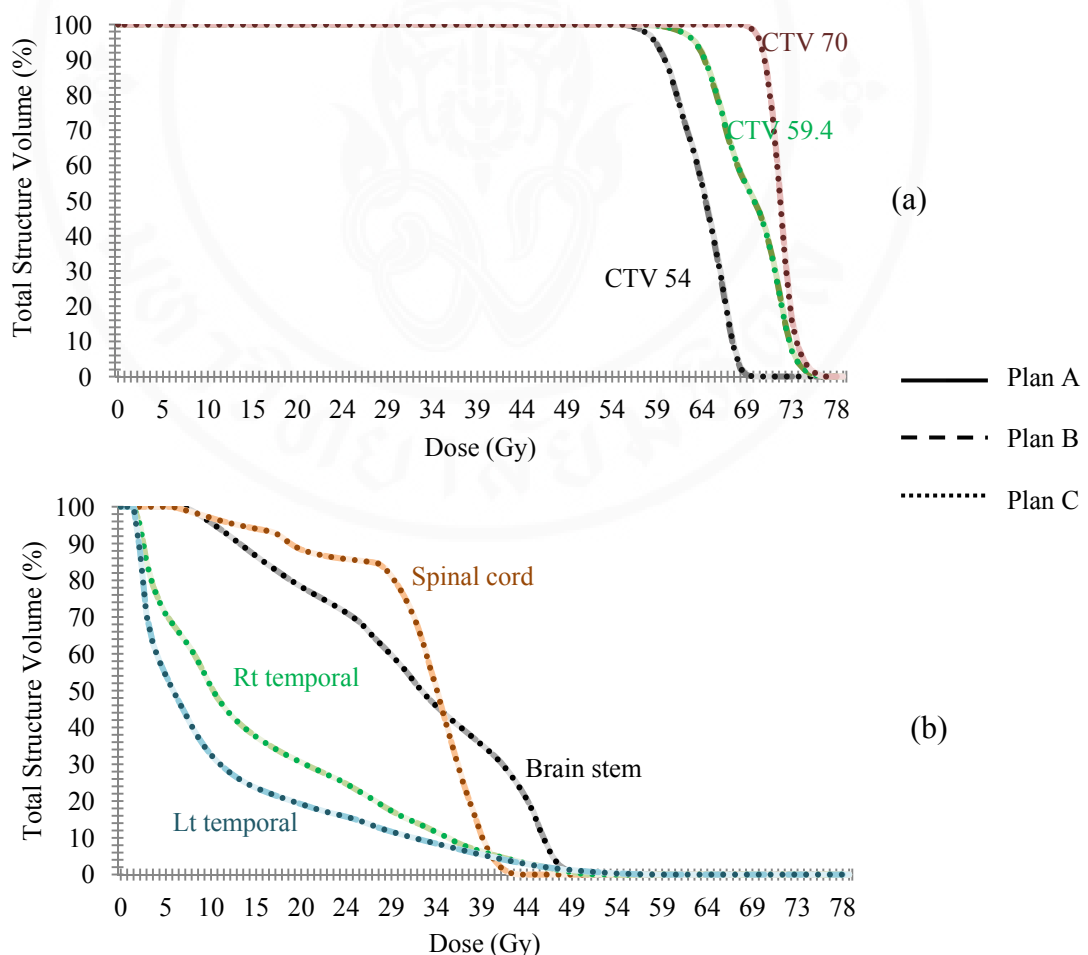 Total Structure Volume (%)
100
90
80
70
60
50
40
30
20
10
0
CTV 70
CTV 59.4
CTV 54
(a)
0 5 10 15 20 24 29 34 39 44 49 54 59 64 69 73 78
Dose (Gy)
Plan A
Plan B
Plan C
Total Structure Volume (%)
100
90
80
70
60
50
40
30
20
10
0
Spinal cord
Rt temporal
Brain stem
Lt temporal
(b)
0 5 10 15 20 24 29 34 39 44 49 54 59 64 69 73 78
Dose (Gy)